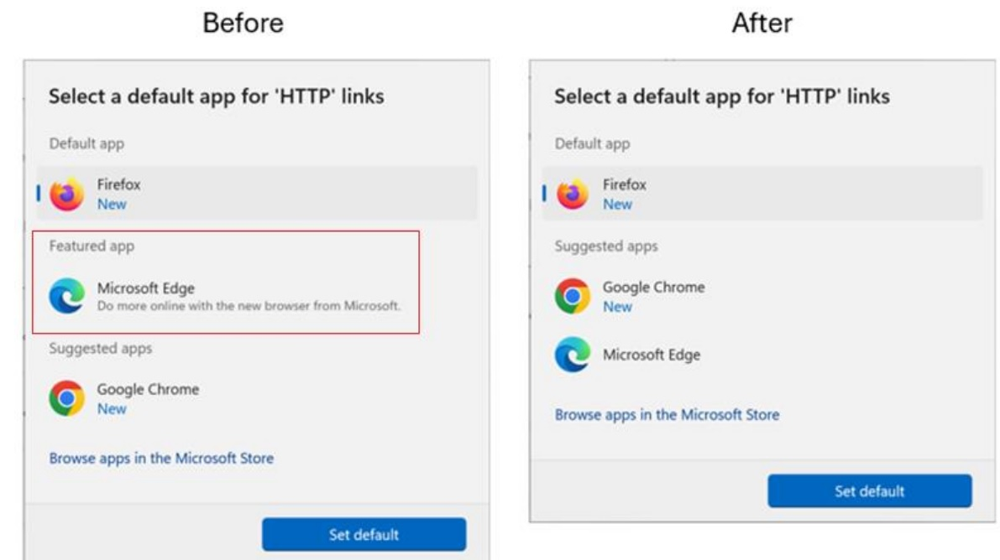 Before
Select a default app for 'HTTP' links
Default app
Firefox
New
Featured app
Microsoft Edge
Do more online with the new browser from Microsoft.
Suggested apps
Google Chrome
New
Browse apps in the Microsoft Store
Set default
After
Select a default app for 'HTTP' links
Default app
Firefox
New
Suggested apps
Google Chrome
New
Microsoft Edge
Browse apps in the Microsoft Store
Set default